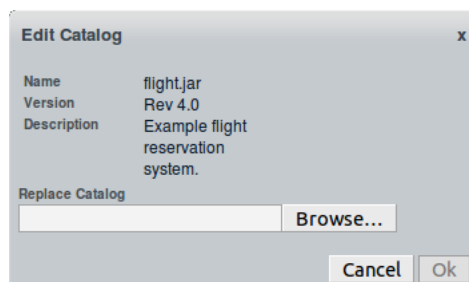 Edit Catalog x
Name flight.jar
Version Rev 4.0
Description Example flight
reservation
system.
Replace Catalog
Browse...
Cancel Ok